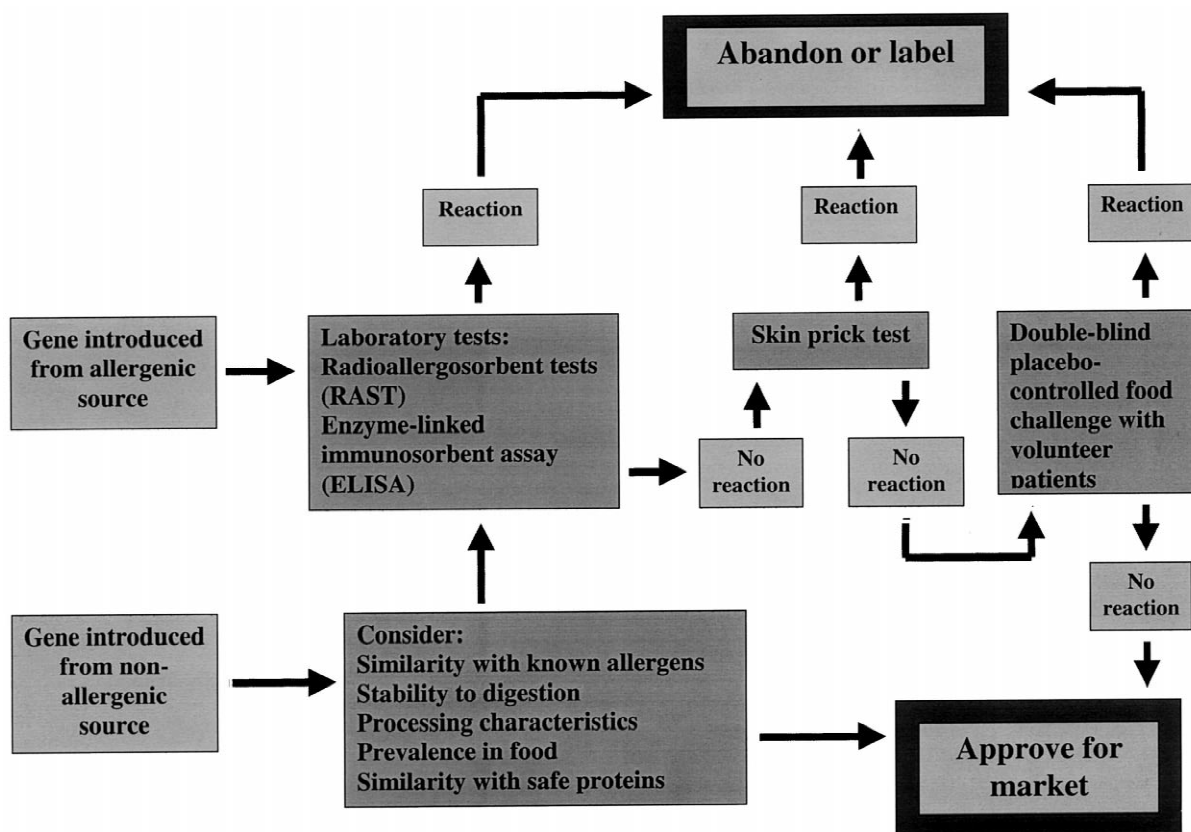 Abandon or label
Reaction
Reaction
Reaction
Gene introduced
from allergenic
source
Laboratory tests:
Radioallergosorbent tests
(RAST)
Enzyme-linked
immunosorbent assay
(ELISA)
Skin prick test
Double-blind
placebo-
controlled food
challenge with
volunteer
patients
No
reaction
No
reaction
No
reaction
Gene introduced
from non-
allergenic
source
Consider:
Similarity with known allergens
Stability to digestion
Processing characteristics
Prevalence in food
Similarity with safe proteins
Approve for
market